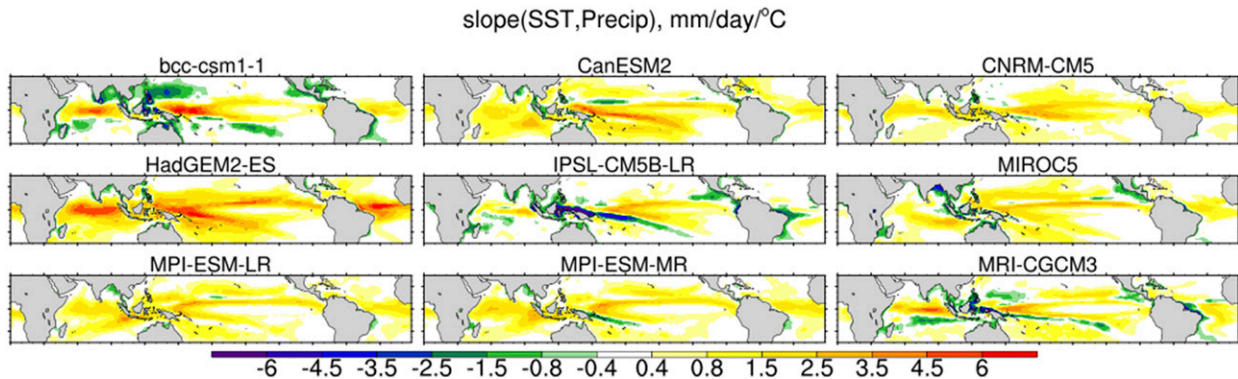 slope(SST,Precip), mm/day/°C
bcc-csm1-1 CanESM2 CNRM-CM5
HadGEM2-ES IPSL-CM5B-LR MIROC5
MPI-ESM-LR MPI-ESM-MR MRI-CGCM3
-6 -4.5 -3.5 -2.5 -1.5 -0.8 -0.4 0.4 0.8 1.5 2.5 3.5 4.5 6